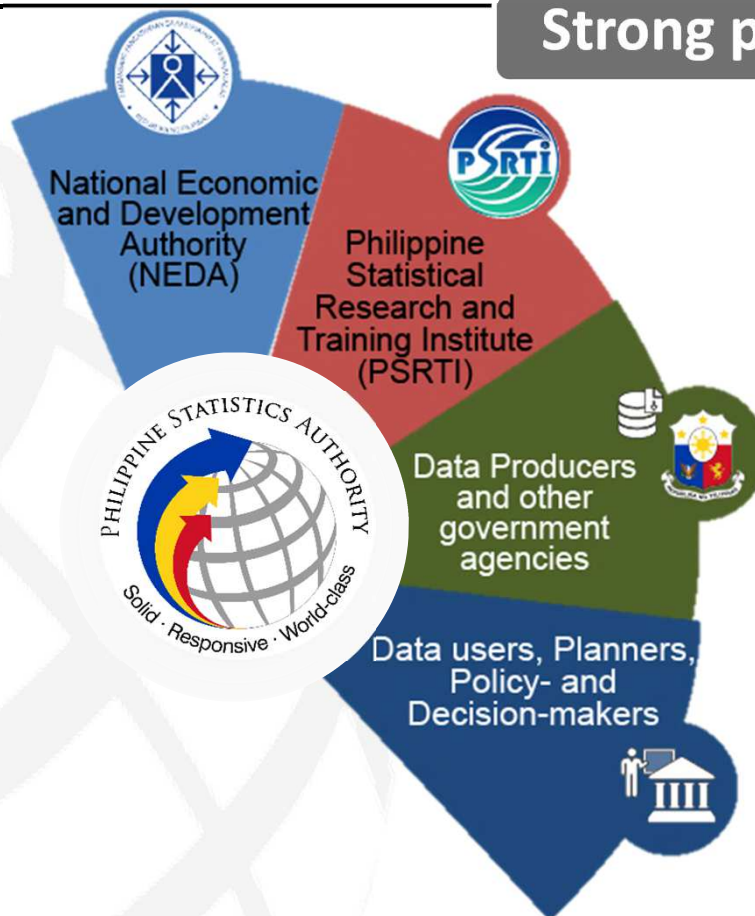 Strong p
National Economic
and Development
Authority
(NEDA)
PSRTI
Philippine
Statistical
Research and
Training Institute
(PSRTI)
PHILIPPINE STATISTICS AUTHORITY
Solid · Responsive · World-class
Data Producers
and other
government
agencies
Data users, Planners,
Policy- and
Decision-makers